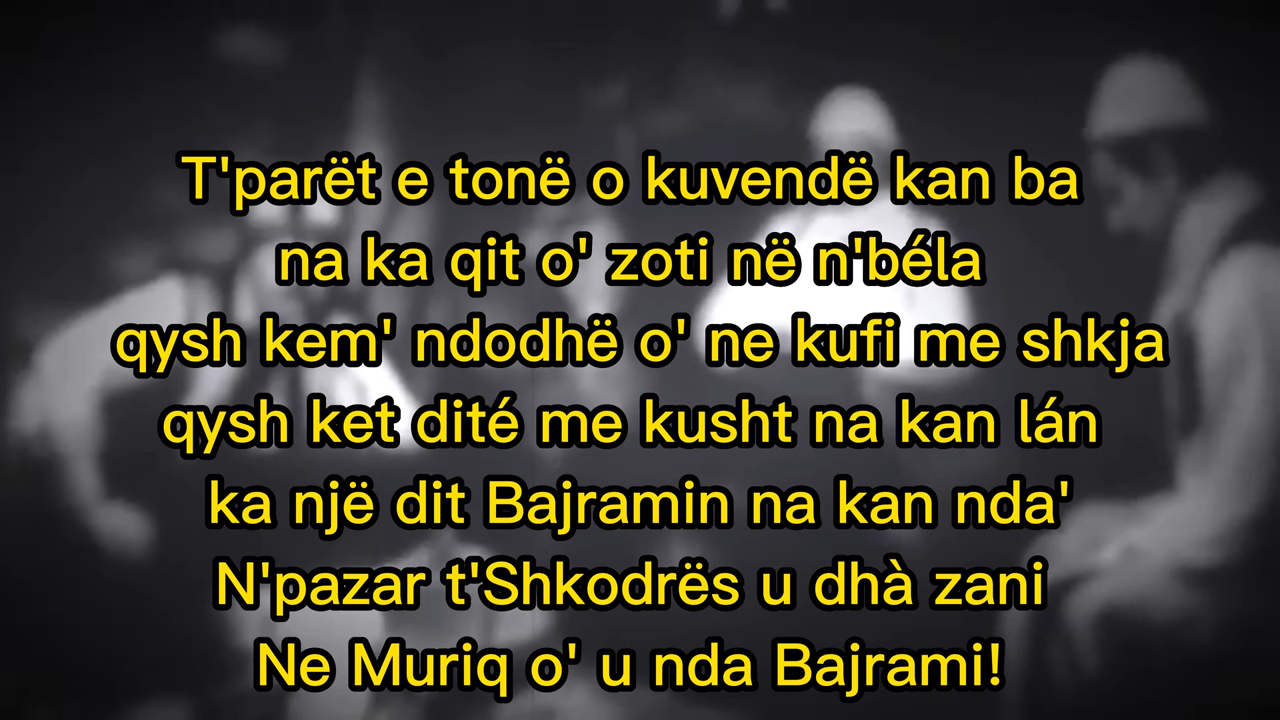 T'parët e tonë o kuvendë kan ba
na ka qit o' zoti në n'béla
qysh kem' ndodhë o' ne kufi me shkja
qysh ket dité me kusht na kan lán
ka një dit Bajramin na kan nda'
N'pazar t'Shkodrës u dhà zani
Ne Muriq o' u nda Bajrami!